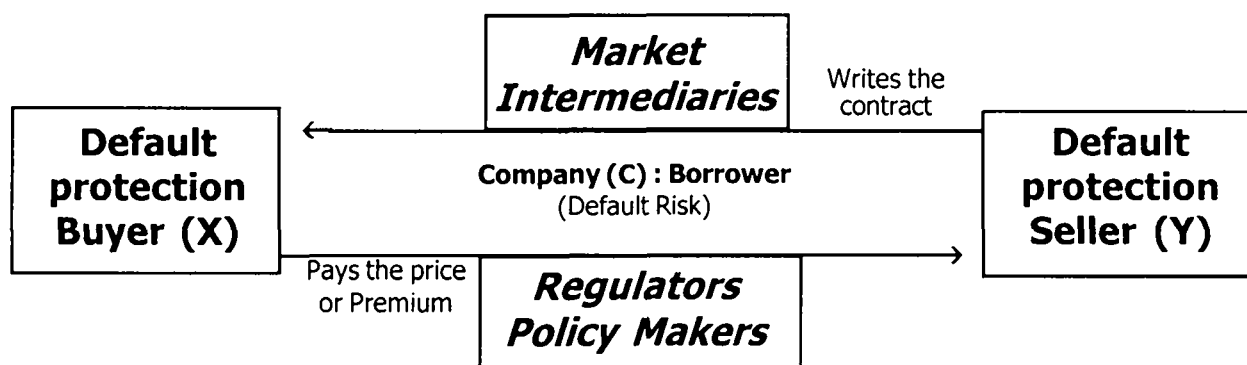 Market
Intermediaries
Writes the
contract
Default
protection
Buyer (X)
Company (C) : Borrower
(Default Risk)
Default
protection
Seller (Y)
Pays the price
or Premium
Regulators
Policy Makers